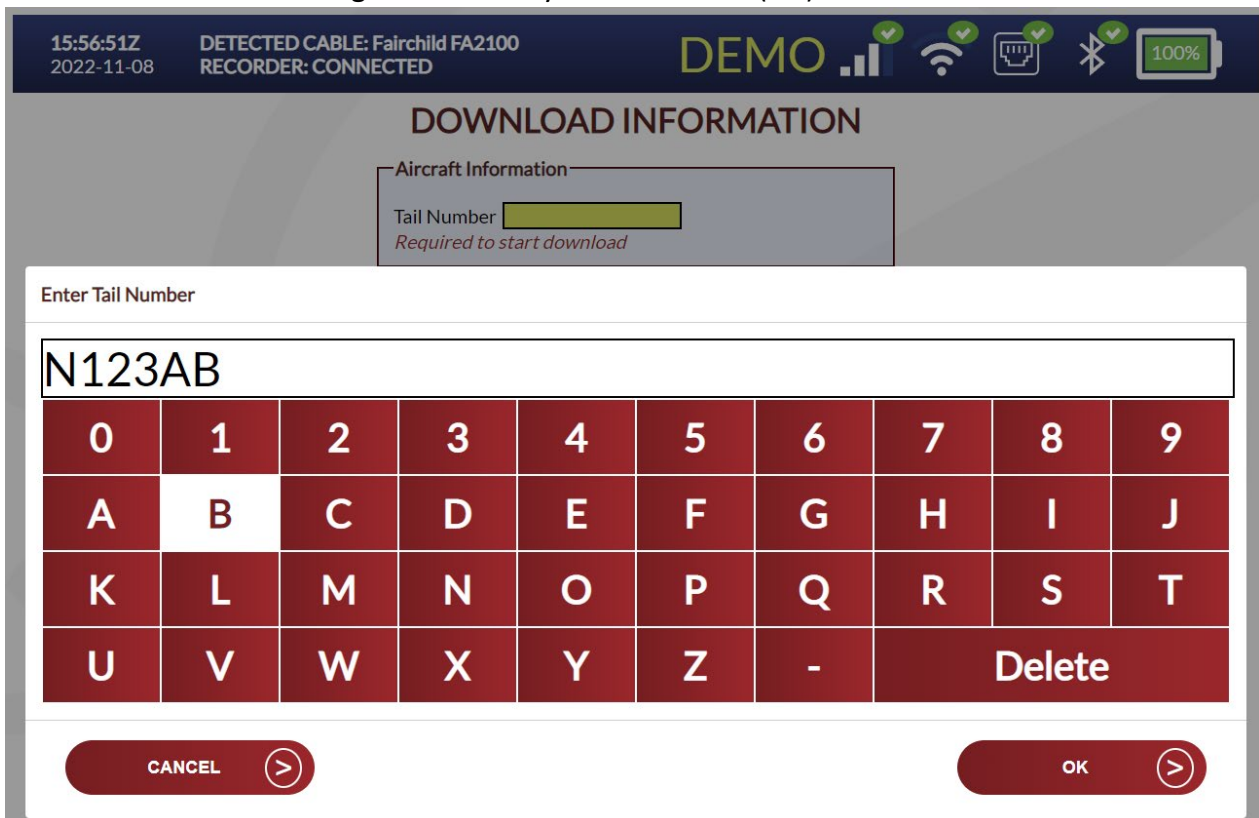 15:56:51Z DETECTED CABLE: Fairchild FA2100 DEMO 100%
2022-11-08 RECORDER: CONNECTED
DOWNLOAD INFORMATION
Aircraft Information
Tail Number
Required to start download
Enter Tail Number
N123AB
0 1 2 3 4 5 6 7 8 9
A B C D E F G H I J
K L M N O P Q R S T
U V W X Y Z - Delete
CANCEL > OK >